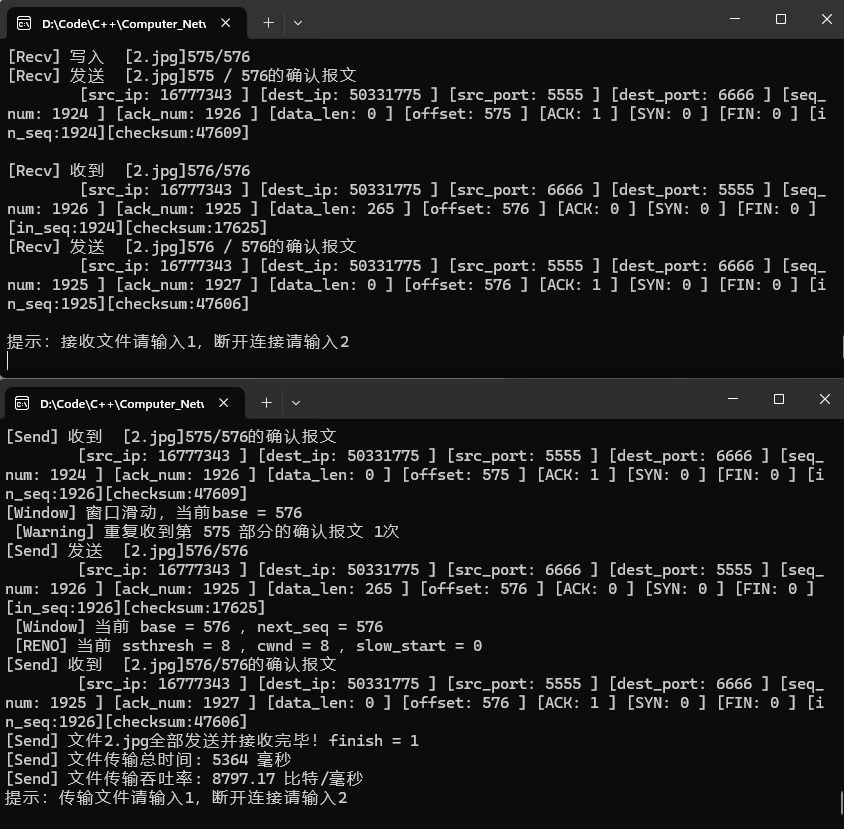 D:\Code\C++\Computer_Netv
[Recv] 写入  [2.jpg]575/576
[Recv] 发送  [2.jpg]575 / 576的确认报文
[src_ip: 16777343 ] [dest_ip: 50331775 ] [src_port: 5555 ] [dest_port: 6666 ] [seq_
num: 1924 ] [ack_num: 1926 ] [data_len: 0 ] [offset: 575 ] [ACK: 1 ] [SYN: 0 ] [FIN: 0 ] [i
n_seq:1924][checksum:47609]
[Recv] 收到  [2.jpg]576/576
[src_ip: 16777343 ] [dest_ip: 50331775 ] [src_port: 6666 ] [dest_port: 5555 ] [seq_
num: 1926 ] [ack_num: 1925 ] [data_len: 265 ] [offset: 576 ] [ACK: 0 ] [SYN: 0 ] [FIN: 0 ]
[in_seq:1924][checksum:17625]
[Recv] 发送  [2.jpg]576 / 576的确认报文
[src_ip: 16777343 ] [dest_ip: 50331775 ] [src_port: 5555 ] [dest_port: 6666 ] [seq_
num: 1925 ] [ack_num: 1927 ] [data_len: 0 ] [offset: 576 ] [ACK: 1 ] [SYN: 0 ] [FIN: 0 ] [i
n_seq:1925][checksum:47606]
提示: 接收文件请输入1, 断开连接请输入2
D:\Code\C++\Computer_Netv
[Send] 收到  [2.jpg]575/576的确认报文
[src_ip: 16777343 ] [dest_ip: 50331775 ] [src_port: 5555 ] [dest_port: 6666 ] [seq_
num: 1924 ] [ack_num: 1926 ] [data_len: 0 ] [offset: 575 ] [ACK: 1 ] [SYN: 0 ] [FIN: 0 ] [i
n_seq:1926][checksum:47609]
[Window] 窗口滑动, 当前base = 576
[Warning] 重复收到第 575 部分的确认报文 1次
[Send] 发送  [2.jpg]576/576
[src_ip: 16777343 ] [dest_ip: 50331775 ] [src_port: 6666 ] [dest_port: 5555 ] [seq_
num: 1926 ] [ack_num: 1925 ] [data_len: 265 ] [offset: 576 ] [ACK: 0 ] [SYN: 0 ] [FIN: 0 ]
[in_seq:1926][checksum:17625]
[Window] 当前 base = 576 , next_seq = 576
[RENO] 当前 ssthresh = 8 , cwnd = 8 , slow_start = 0
[Send] 收到  [2.jpg]576/576的确认报文
[src_ip: 16777343 ] [dest_ip: 50331775 ] [src_port: 5555 ] [dest_port: 6666 ] [seq_
num: 1925 ] [ack_num: 1927 ] [data_len: 0 ] [offset: 576 ] [ACK: 1 ] [SYN: 0 ] [FIN: 0 ] [i
n_seq:1926][checksum:47606]
[Send] 文件2.jpg全部发送并接收完毕! finish = 1
[Send] 文件传输总时间: 5364 毫秒
[Send] 文件传输吞吐率: 8797.17 比特/毫秒
提示: 传输文件请输入1, 断开连接请输入2